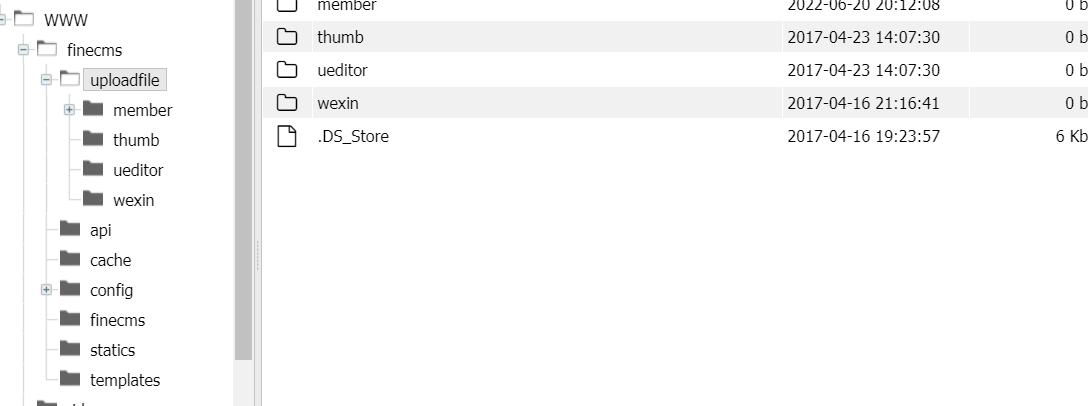 WWW
finecms
uploadfile
member
thumb
ueditor
wexin
api
cache
config
finecms
statics
templates
member 2022-06-20 20:12:08 0 b
thumb 2017-04-23 14:07:30 0 b
ueditor 2017-04-23 14:07:30 0 b
wexin 2017-04-16 21:16:41 0 b
.DS_Store 2017-04-16 19:23:57 6 Kb